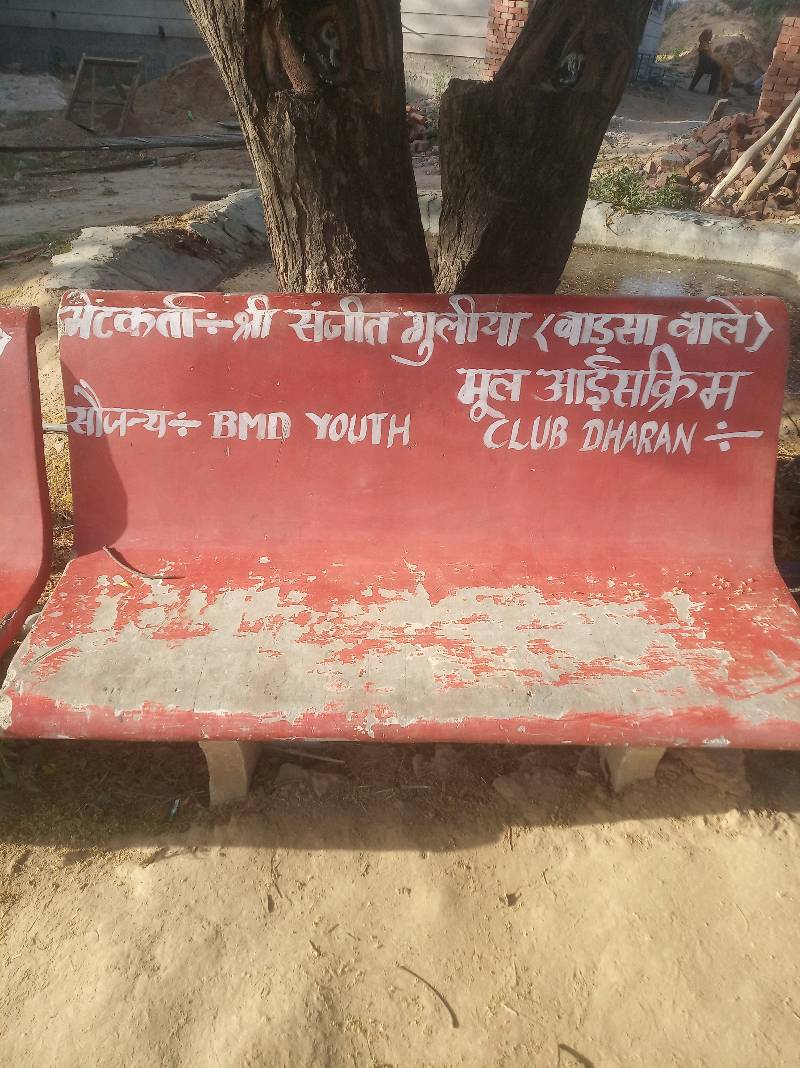 भेंटकर्ता ÷ श्री संजीत गुलीया (बाड़सा वाले)
मूल आईसक्रिम
सौजन्य ÷ BMD YOUTH CLUB DHARAN ÷